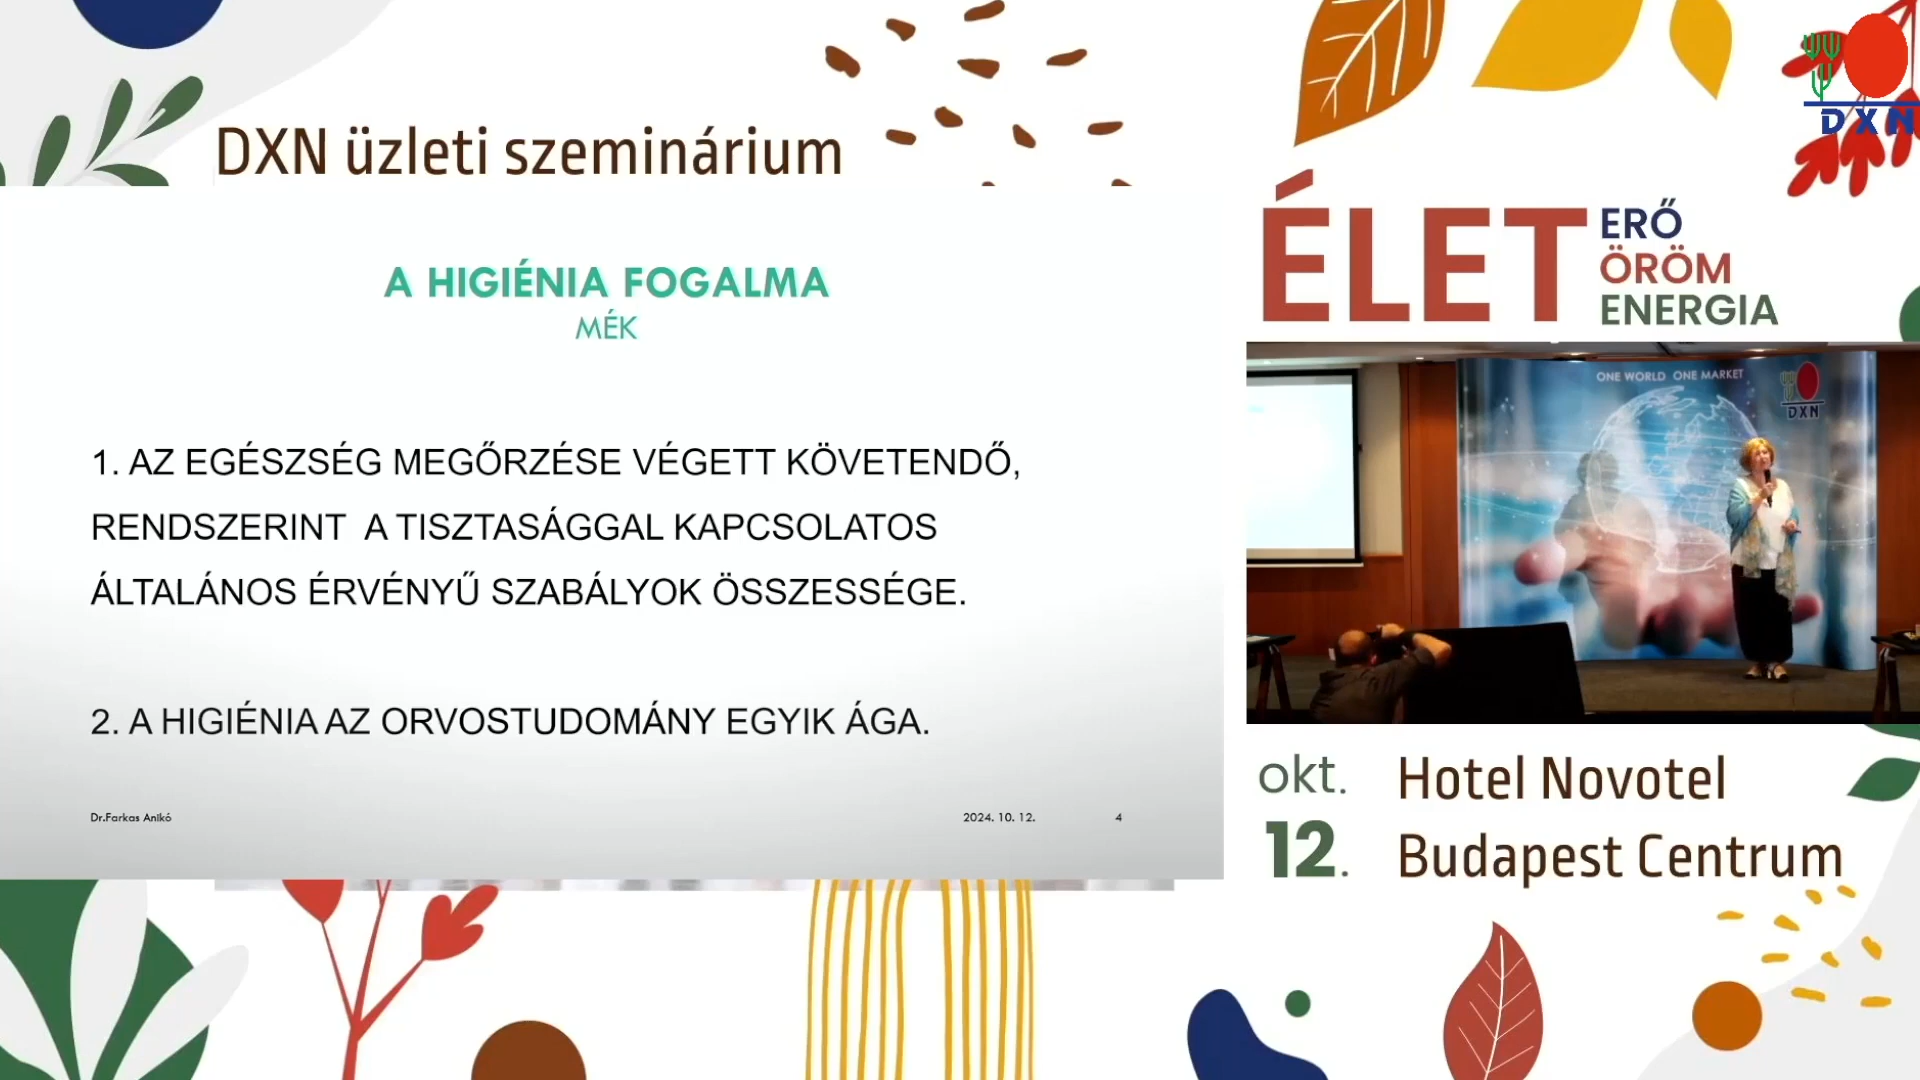 DXN üzleti szeminárium
A HIGIÉNIA FOGALMA
MÉK
1. AZ EGÉSZSÉG MEGŐRZÉSE VÉGETT KÖVETENDŐ,
RENDSZERINT A TISZTASÁGGAL KAPCSOLATOS
ÁLTALÁNOS ÉRVÉNYŰ SZABÁLYOK ÖSSZESSÉGE.
2. A HIGIÉNIA AZ ORVOSTUDOMÁNY EGYIK ÁGA.
Dr.Farkas Anikó
2024. 10. 12.
4
DXN
ÉLET
ERŐ
ÖRÖM
ENERGIA
ONE WORLD ONE MARKET
DXN
okt.
12.
Hotel Novotel
Budapest Centrum